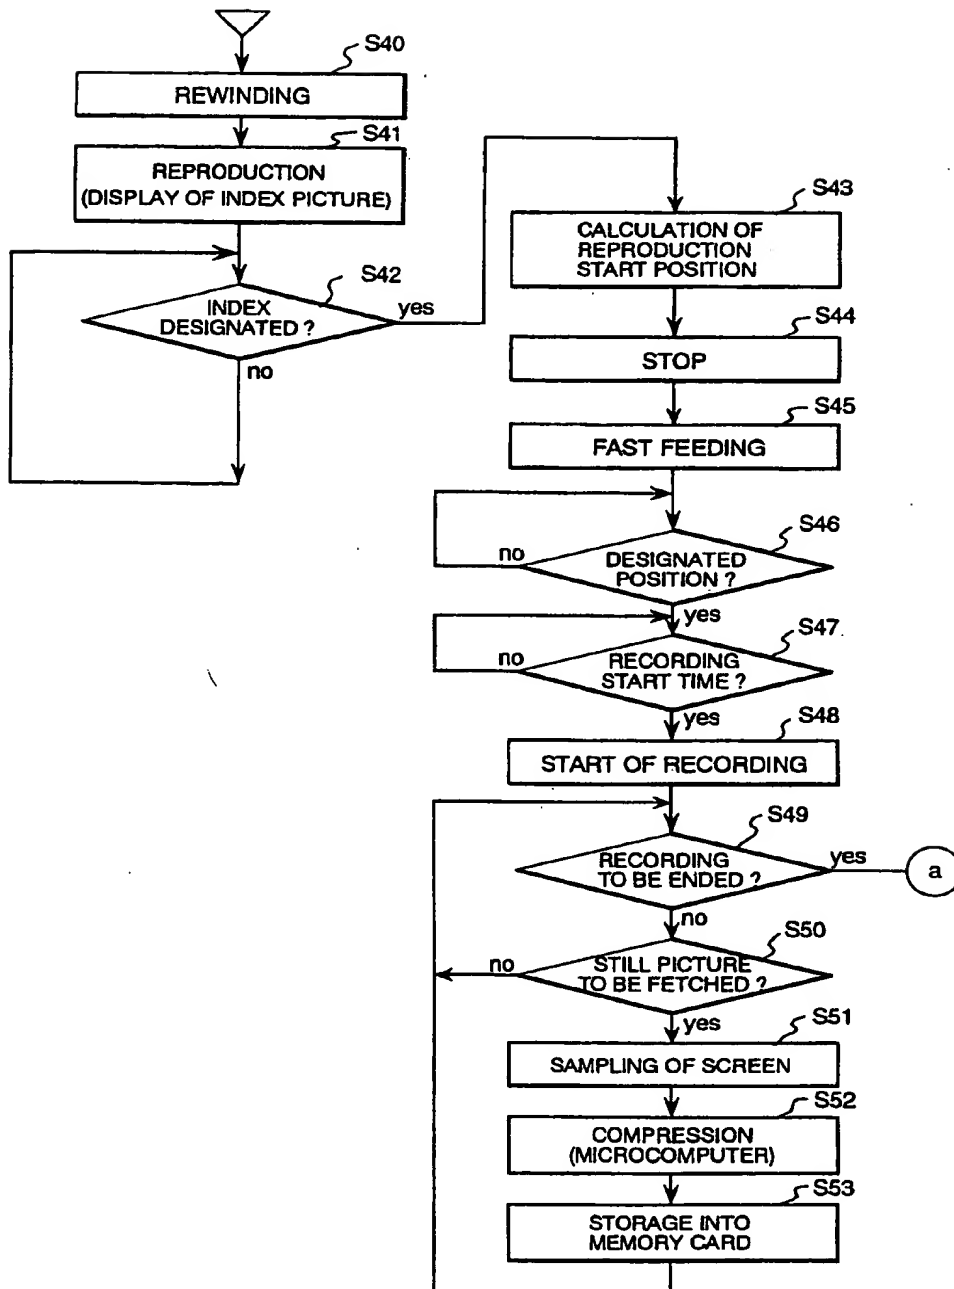 S40
REWINDING
S41
REPRODUCTION
(DISPLAY OF INDEX PICTURE)
S42
INDEX
DESIGNATED ?
yes
no
S43
CALCULATION OF
REPRODUCTION
START POSITION
S44
STOP
S45
FAST FEEDING
S46
DESIGNATED
POSITION ?
no
yes
S47
RECORDING
START TIME ?
no
yes
S48
START OF RECORDING
S49
RECORDING
TO BE ENDED ?
yes
a
no
S50
STILL PICTURE
TO BE FETCHED ?
no
yes
S51
SAMPLING OF SCREEN
S52
COMPRESSION
(MICROCOMPUTER)
S53
STORAGE INTO
MEMORY CARD